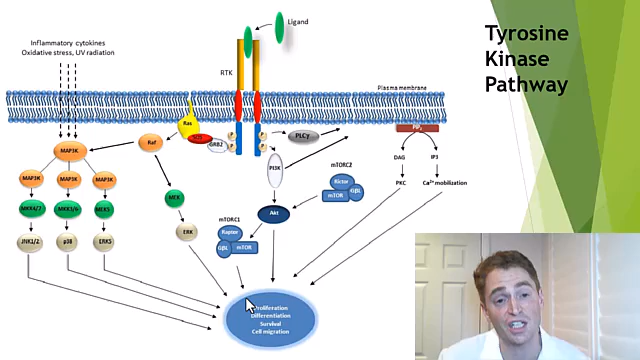 Tyrosine
Kinase
Pathway
Inflammatory cytokines
Oxidative stress, UV radiation
Ligand
RTK
Plasma membrane
Ras
SOS
GRB2
PLCγ
DAG
IP3
PKC
Ca2+ mobilization
Raf
MAP3K
MAP3K
MAP3K
MAP3K
MKK4/7
MKK3/6
MEK5
JNK1/2
p38
ERK5
MEK
ERK
PI3K
Akt
mTORC2
Rictor
mTOR
GβL
mTORC1
Raptor
GβL
mTOR
Proliferation
Differentiation
Survival
Cell migration